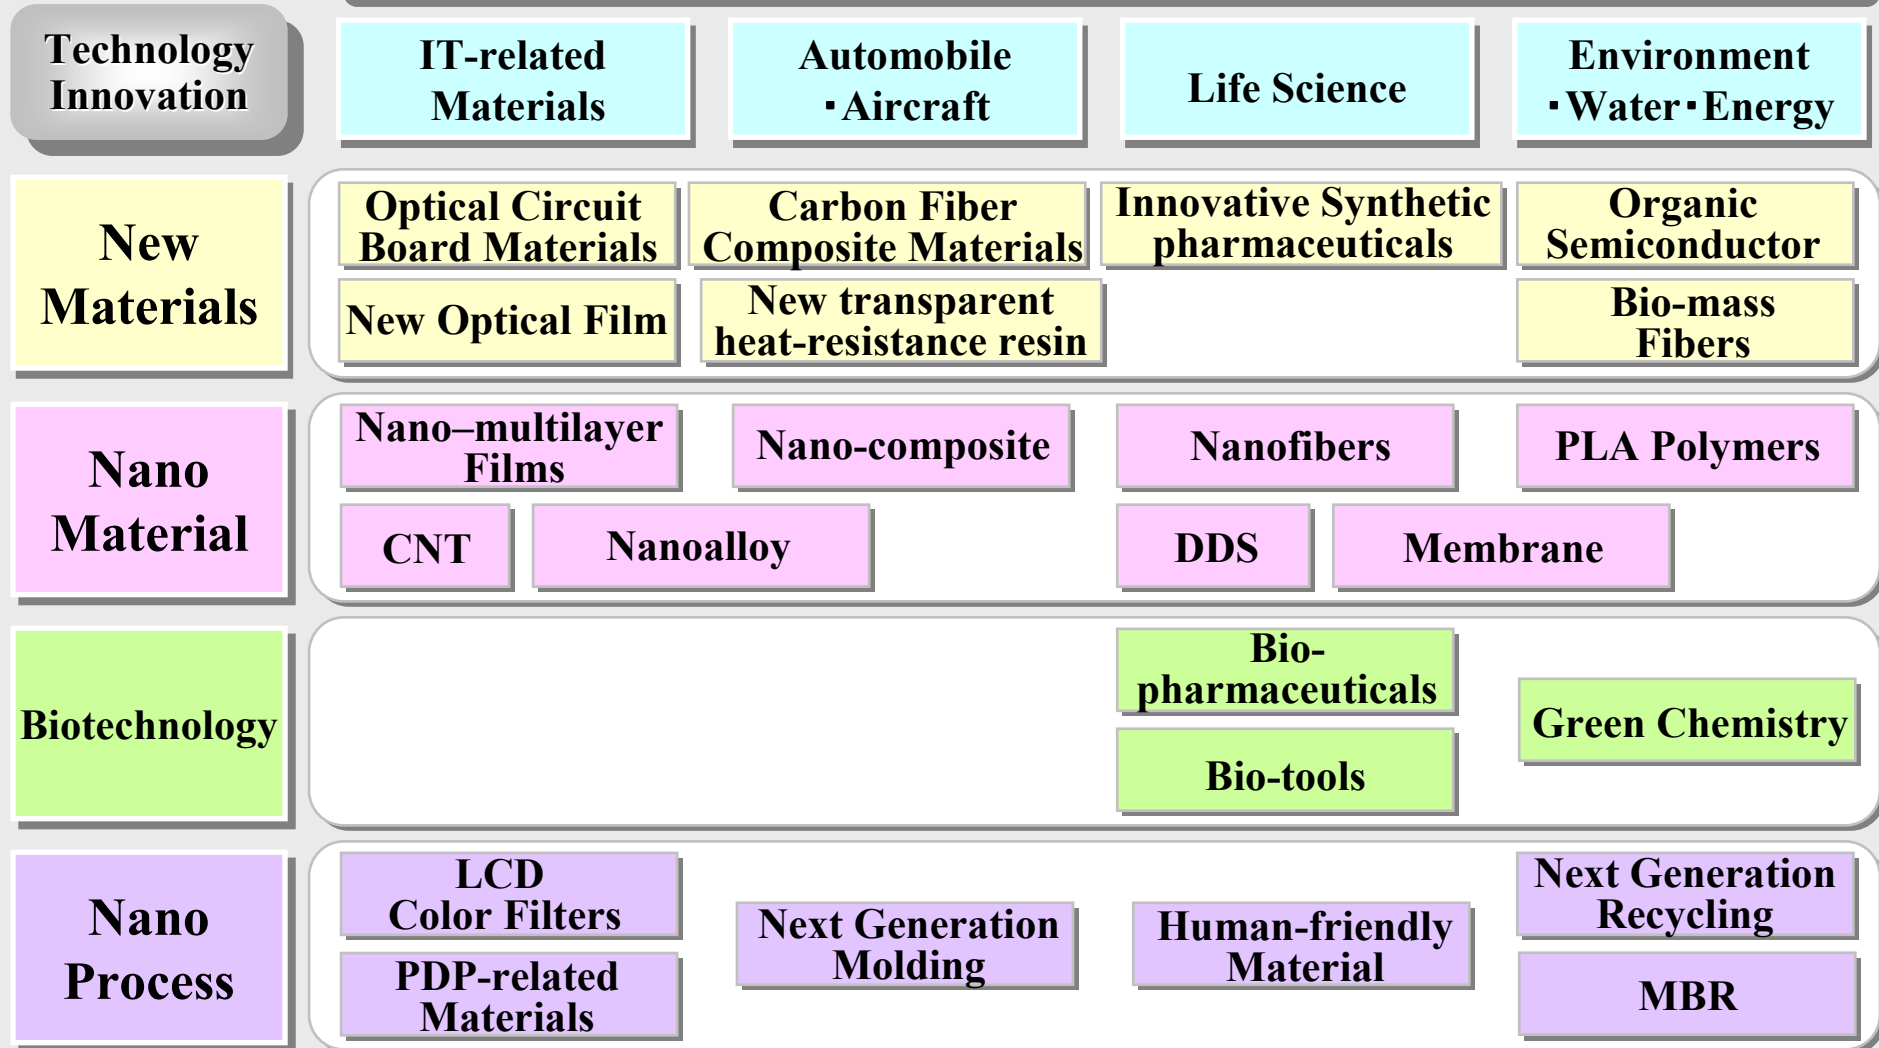 Technology
Innovation
IT-related
Materials
Automobile
・Aircraft
Life Science
Environment
・Water・Energy
New
Materials
Optical Circuit
Board Materials
Carbon Fiber
Composite Materials
Innovative Synthetic
pharmaceuticals
Organic
Semiconductor
New Optical Film
New transparent
heat-resistance resin
Bio-mass
Fibers
Nano
Material
Nano–multilayer
Films
Nano-composite
Nanofibers
PLA Polymers
CNT
Nanoalloy
DDS
Membrane
Biotechnology
Bio-
pharmaceuticals
Bio-tools
Green Chemistry
Nano
Process
LCD
Color Filters
PDP-related
Materials
Next Generation
Molding
Human-friendly
Material
Next Generation
Recycling
MBR